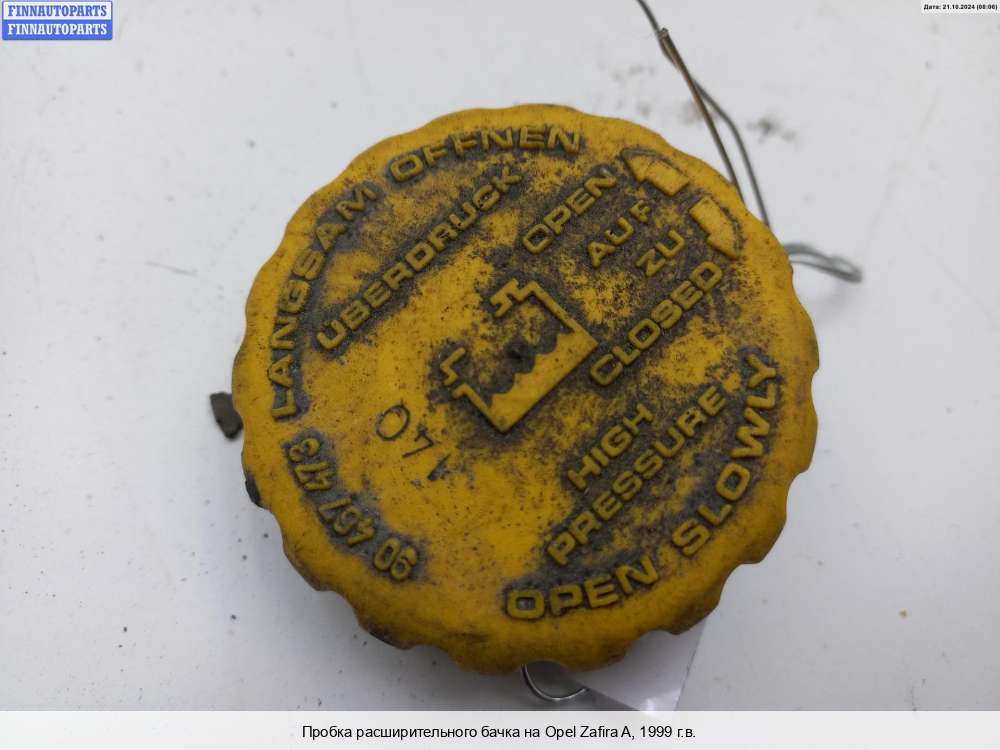 FINNAUTOPARTS
FINNAUTOPARTS
Дата: 21.10.2024 (08:06)
LANGSAM ÖFFNEN
ÜBERDRUCK
OPEN
AUF
ZU
CLOSED
140
HIGH
PRESSURE
OPEN SLOWLY
90 467 473
Пробка расширительного бачка на Opel Zafira A, 1999 г.в.